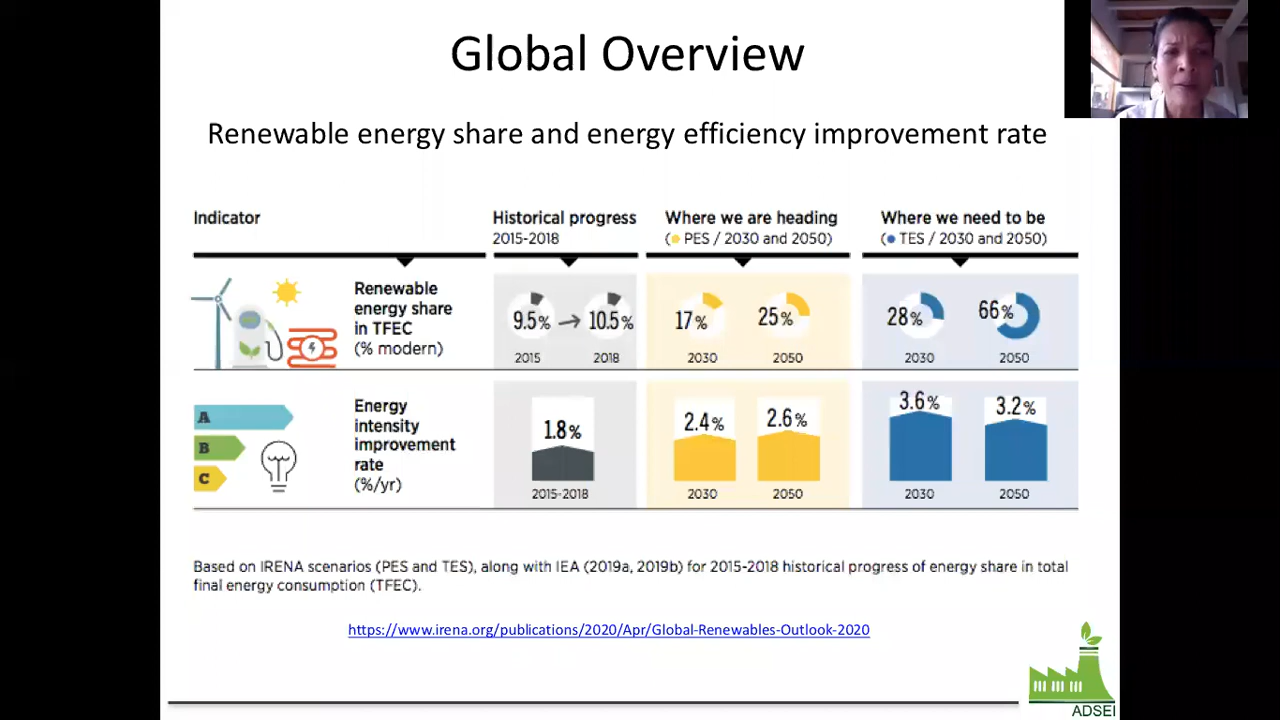 Global Overview
Renewable energy share and energy efficiency improvement rate
Indicator
Historical progress
2015-2018
Where we are heading
(● PES / 2030 and 2050)
Where we need to be
(● TES / 2030 and 2050)
Renewable
energy share
in TFEC
(% modern)
9.5% → 10.5%
2015 2018
17% 25%
2030 2050
28% 66%
2030 2050
A
B
C
Energy
intensity
improvement
rate
(%/yr)
1.8%
2015-2018
2.4% 2.6%
2030 2050
3.6% 3.2%
2030 2050
Based on IRENA scenarios (PES and TES), along with IEA (2019a, 2019b) for 2015-2018 historical progress of energy share in total
final energy consumption (TFEC).
https://www.irena.org/publications/2020/Apr/Global-Renewables-Outlook-2020
ADSEI